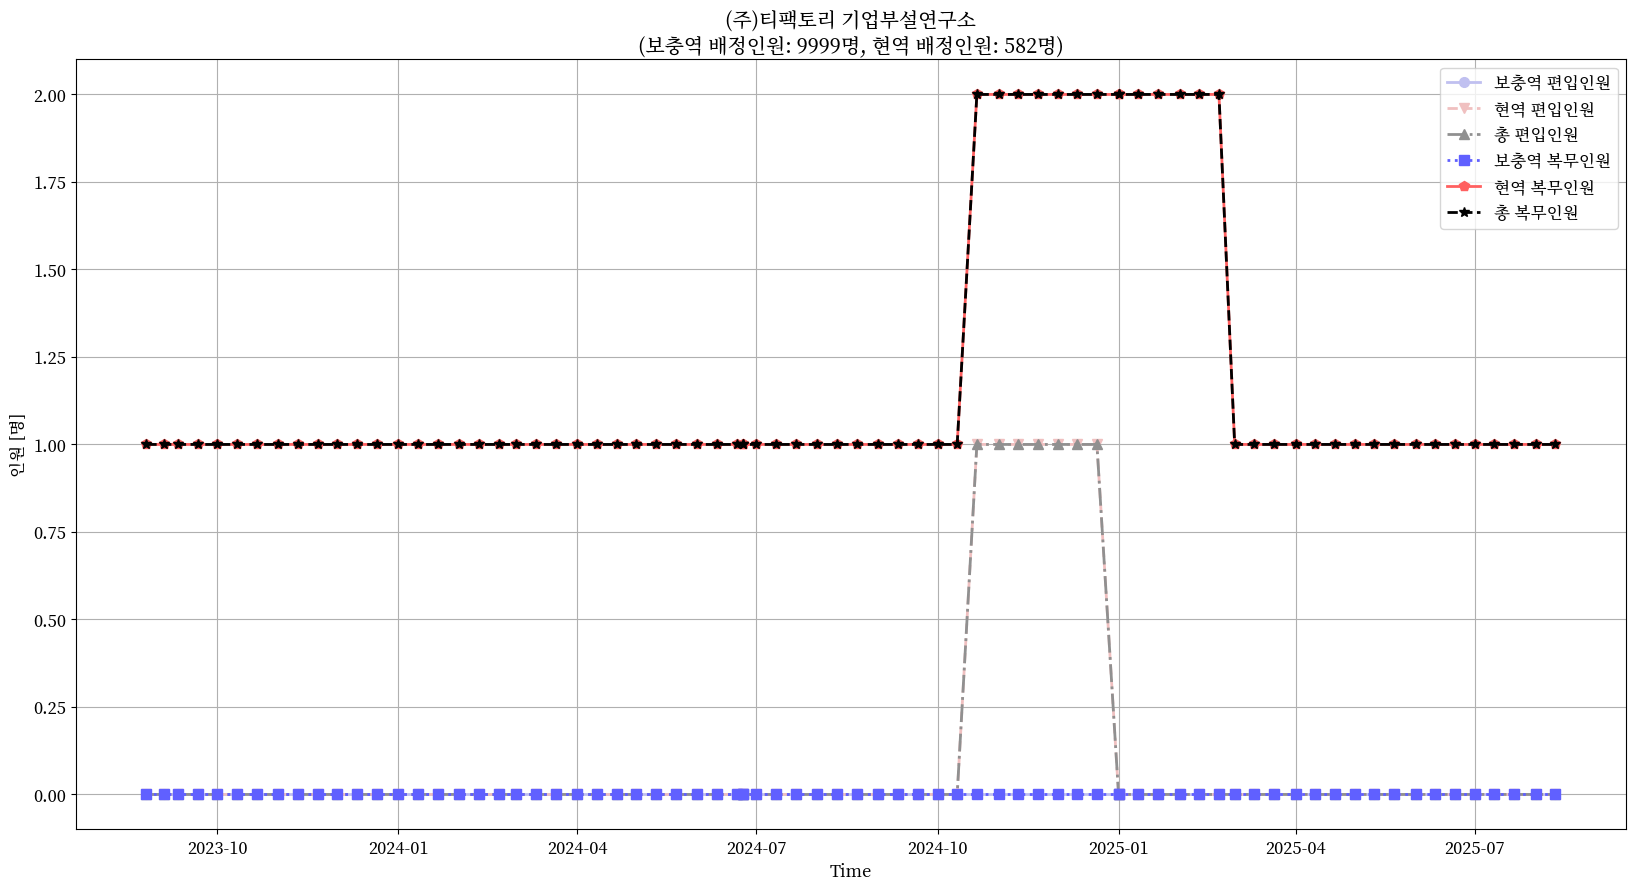 (주)티팩토리 기업부설연구소
(보충역 배정인원: 9999명, 현역 배정인원: 582명)
보충역 편입인원
현역 편입인원
총 편입인원
보충역 복무인원
현역 복무인원
총 복무인원
인원 [명]
2.00
1.75
1.50
1.25
1.00
0.75
0.50
0.25
0.00
2023-10
2024-01
2024-04
2024-07
2024-10
2025-01
2025-04
2025-07
Time